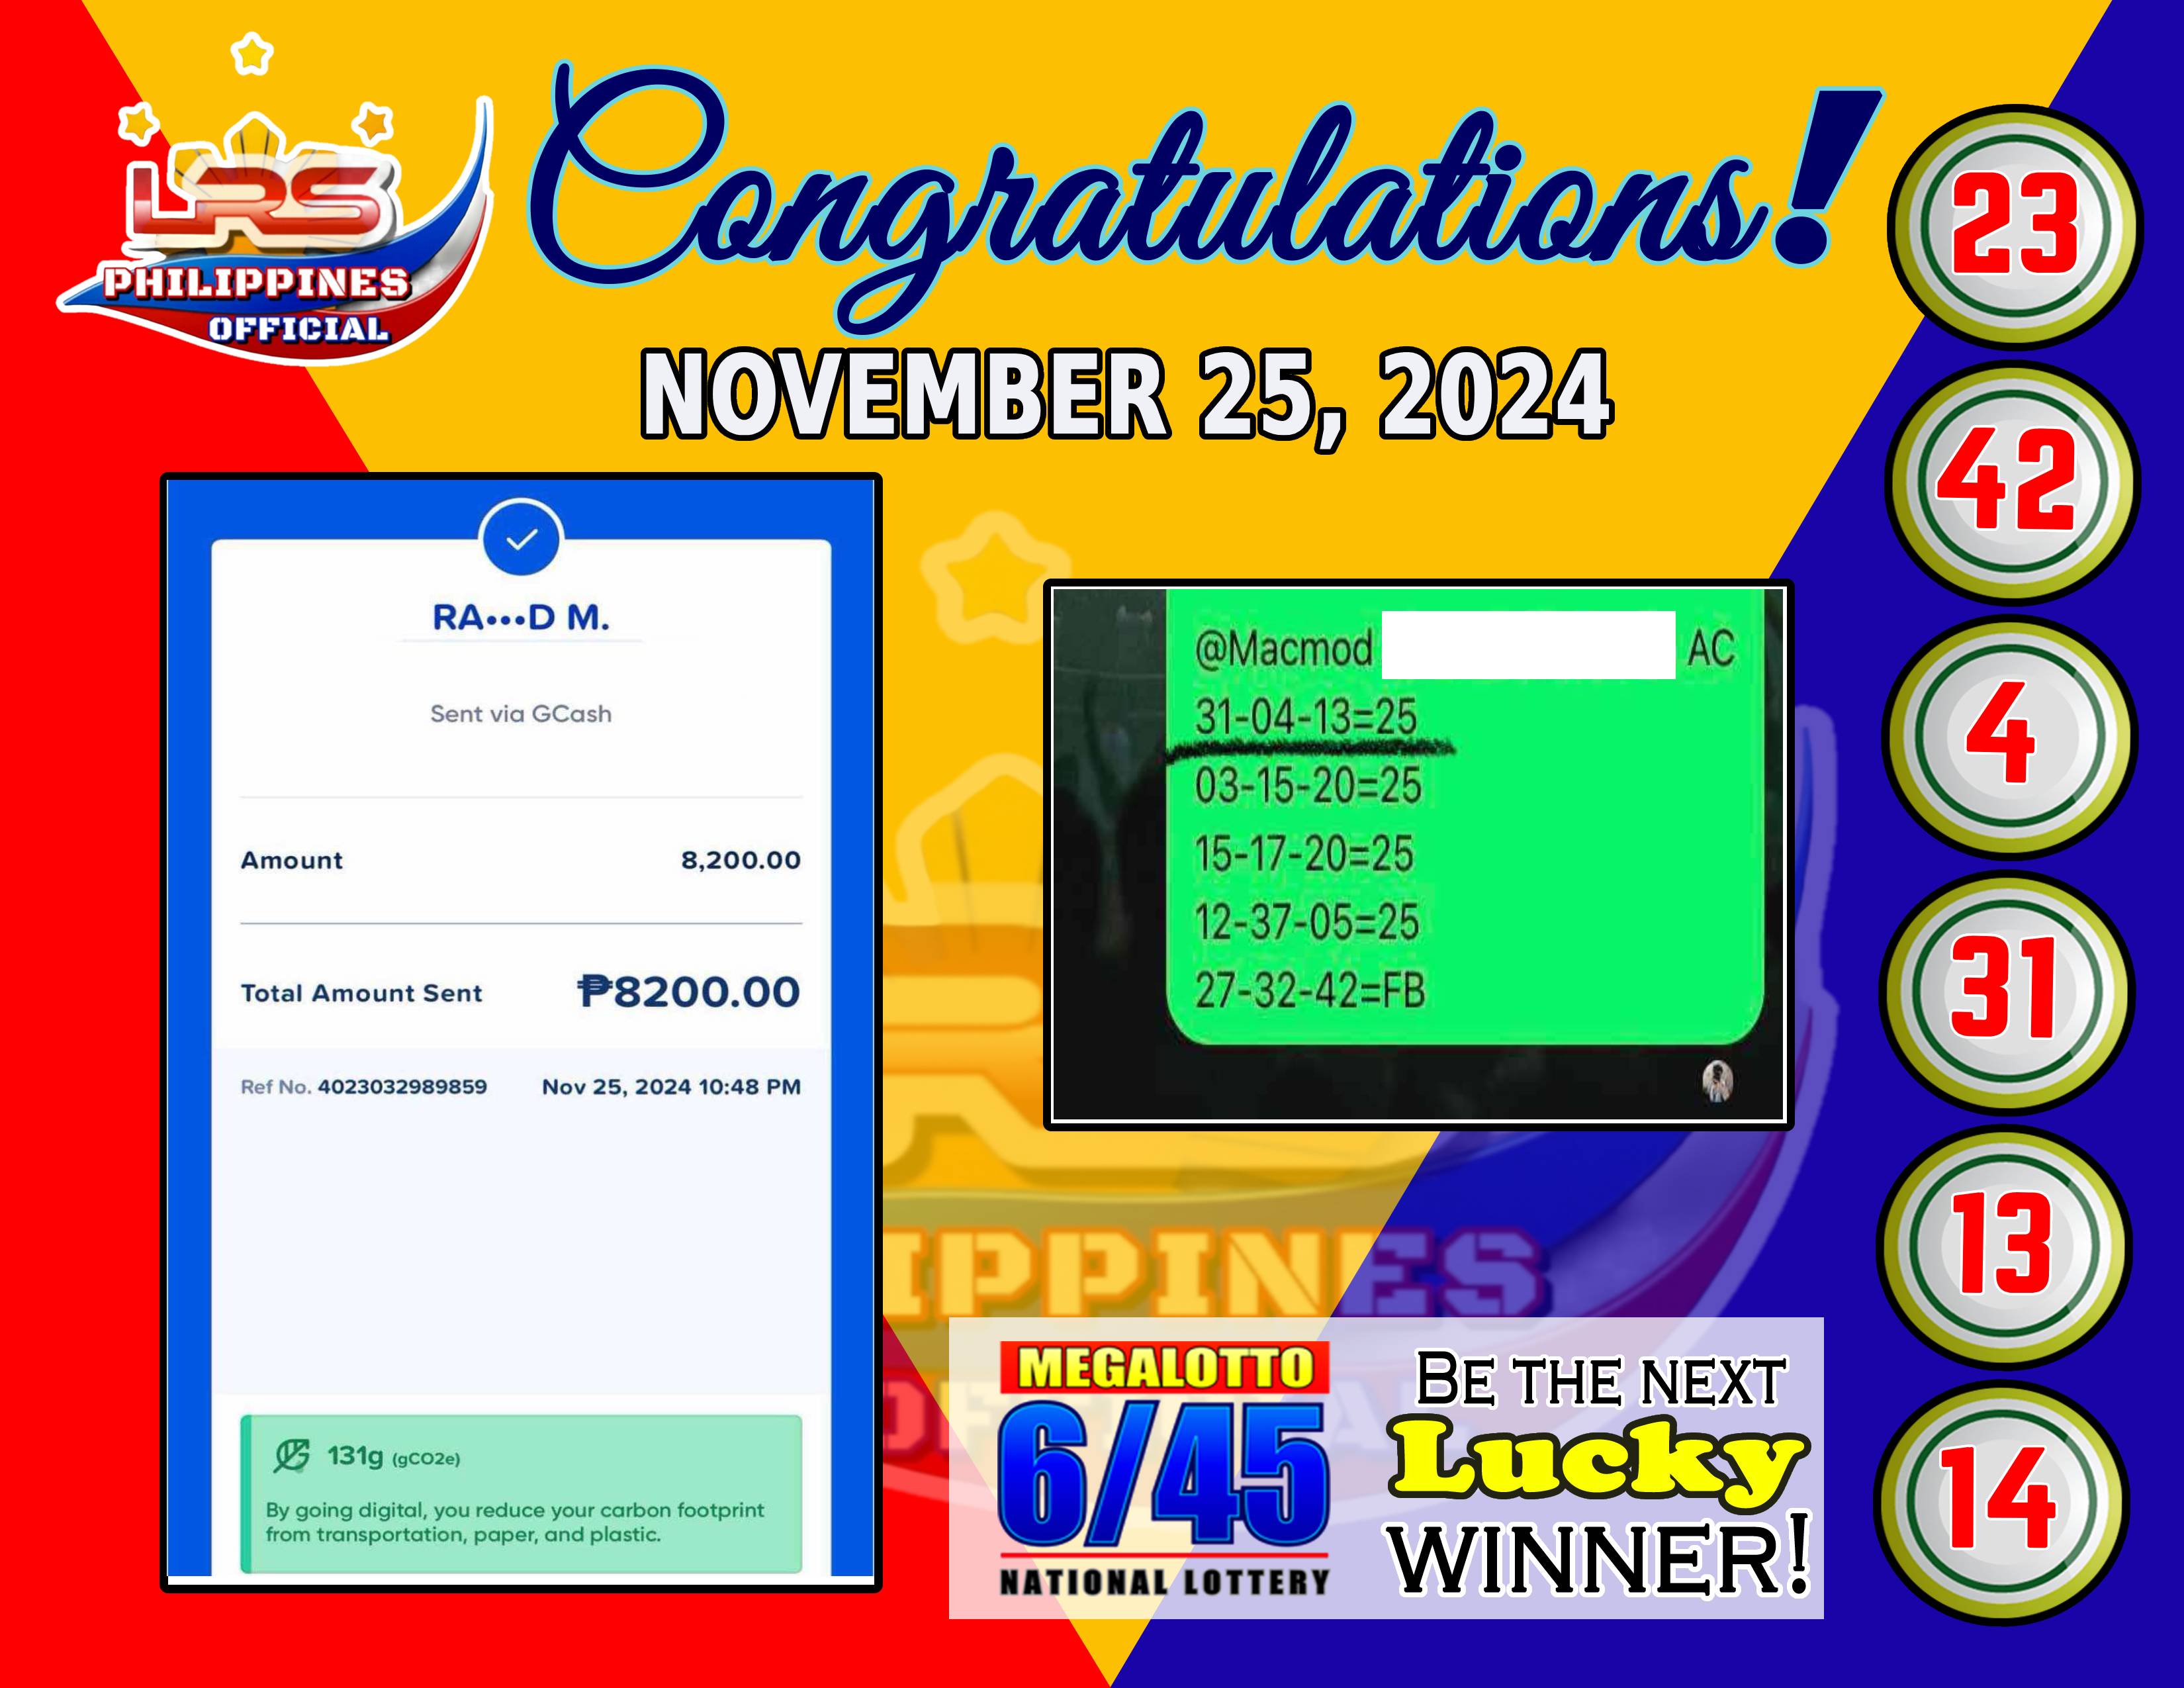 LRS
PHILIPPINES
OFFICIAL
Congratulations!
NOVEMBER 25, 2024
RA•••D M.
Sent via GCash
Amount 8,200.00
Total Amount Sent ₱8200.00
Ref No. 4023032989859 Nov 25, 2024 10:48 PM
131g (gCO2e)
By going digital, you reduce your carbon footprint
from transportation, paper, and plastic.
@Macmod AC
31-04-13=25
03-15-20=25
15-17-20=25
12-37-05=25
27-32-42=FB
IPPINES
MEGALOTTO
6/45
NATIONAL LOTTERY
BE THE NEXT
Lucky
WINNER!
23
42
4
31
13
14